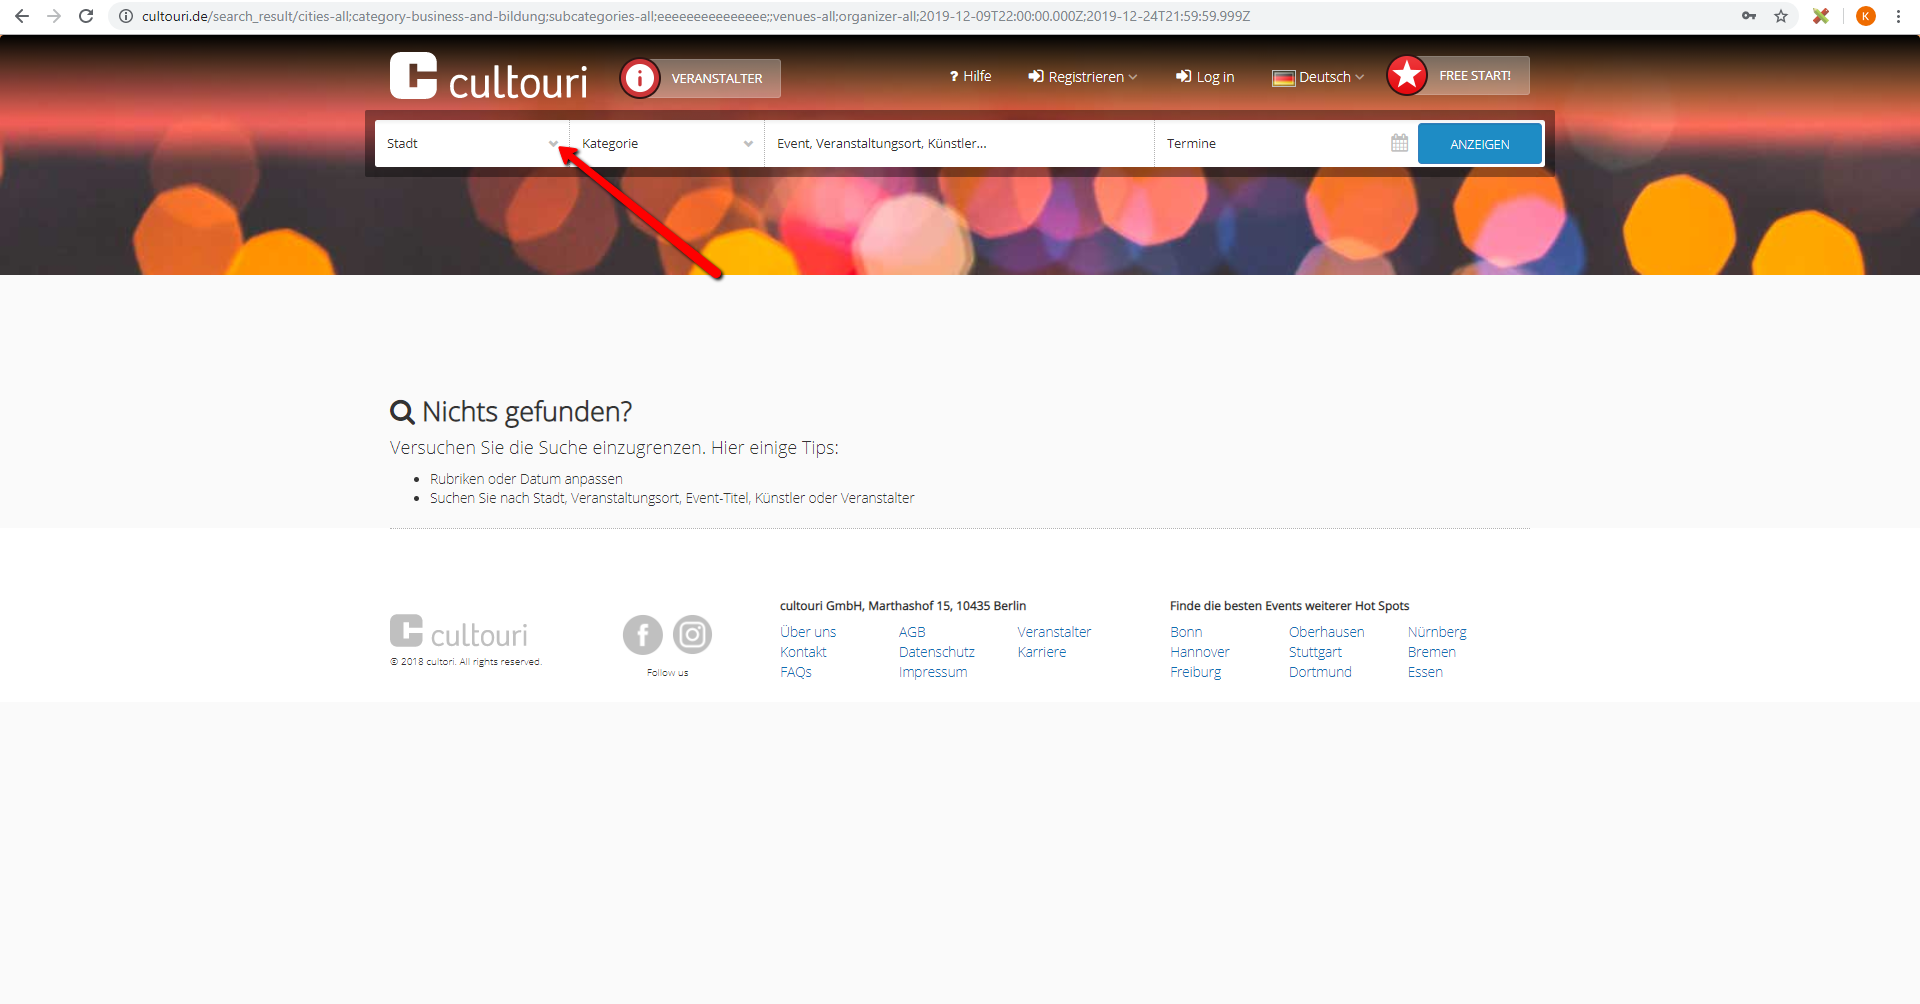 cultouri.de/search_result/cities-all;category-business-and-bildung;subcategories-all;eeeeeeeeeeeeeee;;venues-all;organizer-all;2019-12-09T22:00:00.000Z;2019-12-24T21:59:59.999Z
K
cultouri
VERANSTALTER
? Hilfe
Registrieren
Log in
Deutsch
FREE START!
Stadt
Kategorie
Event, Veranstaltungsort, Künstler...
Termine
ANZEIGEN
Nichts gefunden?
Versuchen Sie die Suche einzugrenzen. Hier einige Tips:
Rubriken oder Datum anpassen
Suchen Sie nach Stadt, Veranstaltungsort, Event-Titel, Künstler oder Veranstalter
cultouri
© 2018 cultori. All rights reserved.
Follow us
cultouri GmbH, Marthashof 15, 10435 Berlin
Über uns AGB Veranstalter
Kontakt Datenschutz Karriere
FAQs Impressum
Finde die besten Events weiterer Hot Spots
Bonn Oberhausen Nürnberg
Hannover Stuttgart Bremen
Freiburg Dortmund Essen